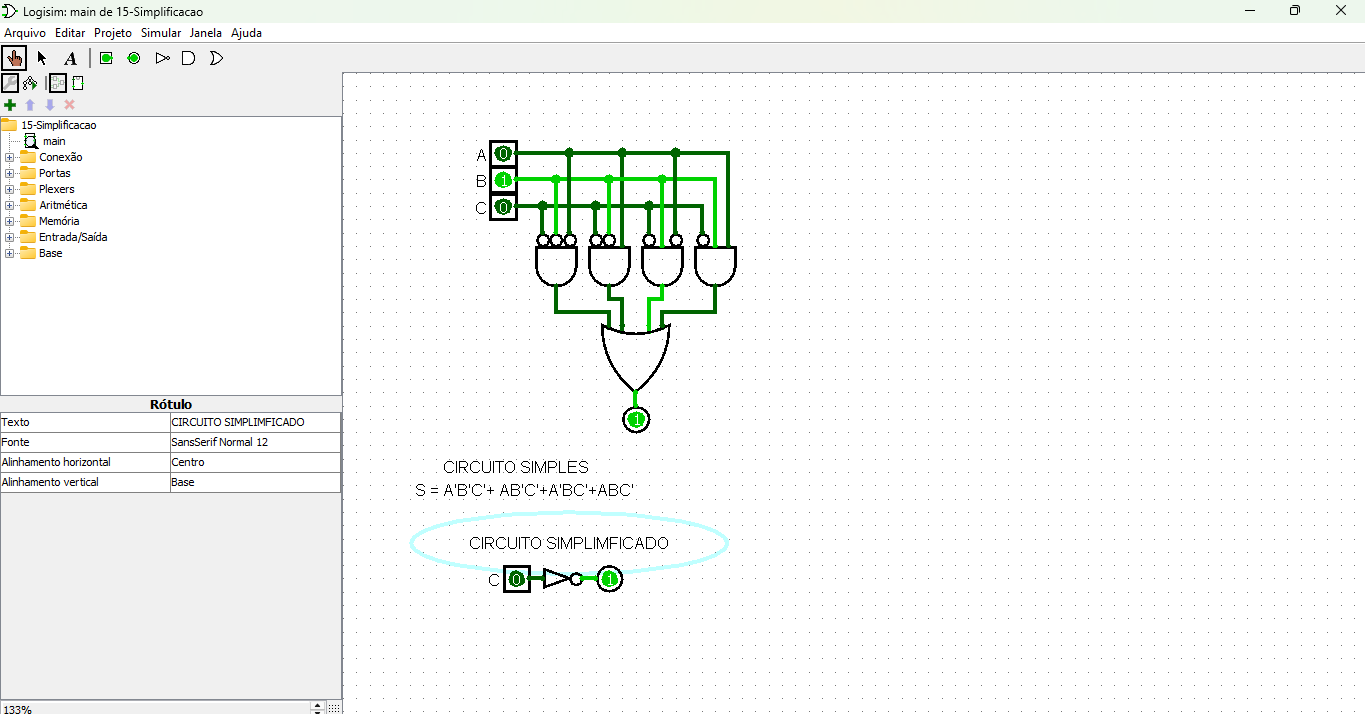 Logisim: main de 15-Simplificacao
Arquivo Editar Projeto Simular Janela Ajuda
A
15-Simplificacao
main
Conexão
Portas
Plexers
Aritmética
Memória
Entrada/Saída
Base
Rótulo
Texto CIRCUITO SIMPLIMFICADO
Fonte SansSerif Normal 12
Alinhamento horizontal Centro
Alinhamento vertical Base
133%
A 0
B 1
C 0
1
CIRCUITO SIMPLES
S = A'B'C'+ AB'C'+A'BC'+ABC'
CIRCUITO SIMPLIMFICADO
C 0 1